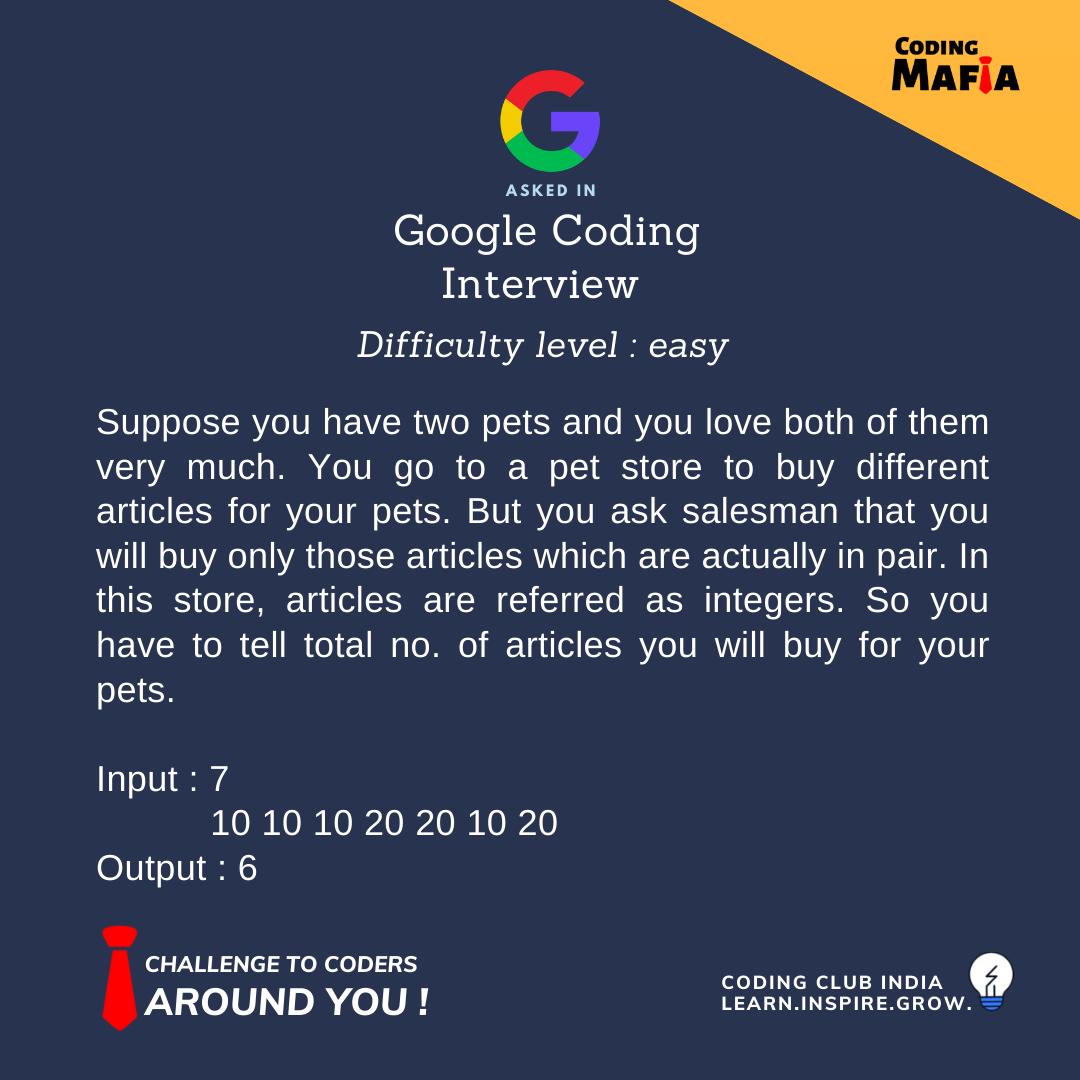 CODING
MAFIA
ASKED IN
Google Coding
Interview
Difficulty level : easy
Suppose you have two pets and you love both of them
very much. You go to a pet store to buy different
articles for your pets. But you ask salesman that you
will buy only those articles which are actually in pair. In
this store, articles are referred as integers. So you
have to tell total no. of articles you will buy for your
pets.
Input : 7
10 10 10 20 20 10 20
Output : 6
CHALLENGE TO CODERS
AROUND YOU !
CODING CLUB INDIA
LEARN.INSPIRE.GROW.